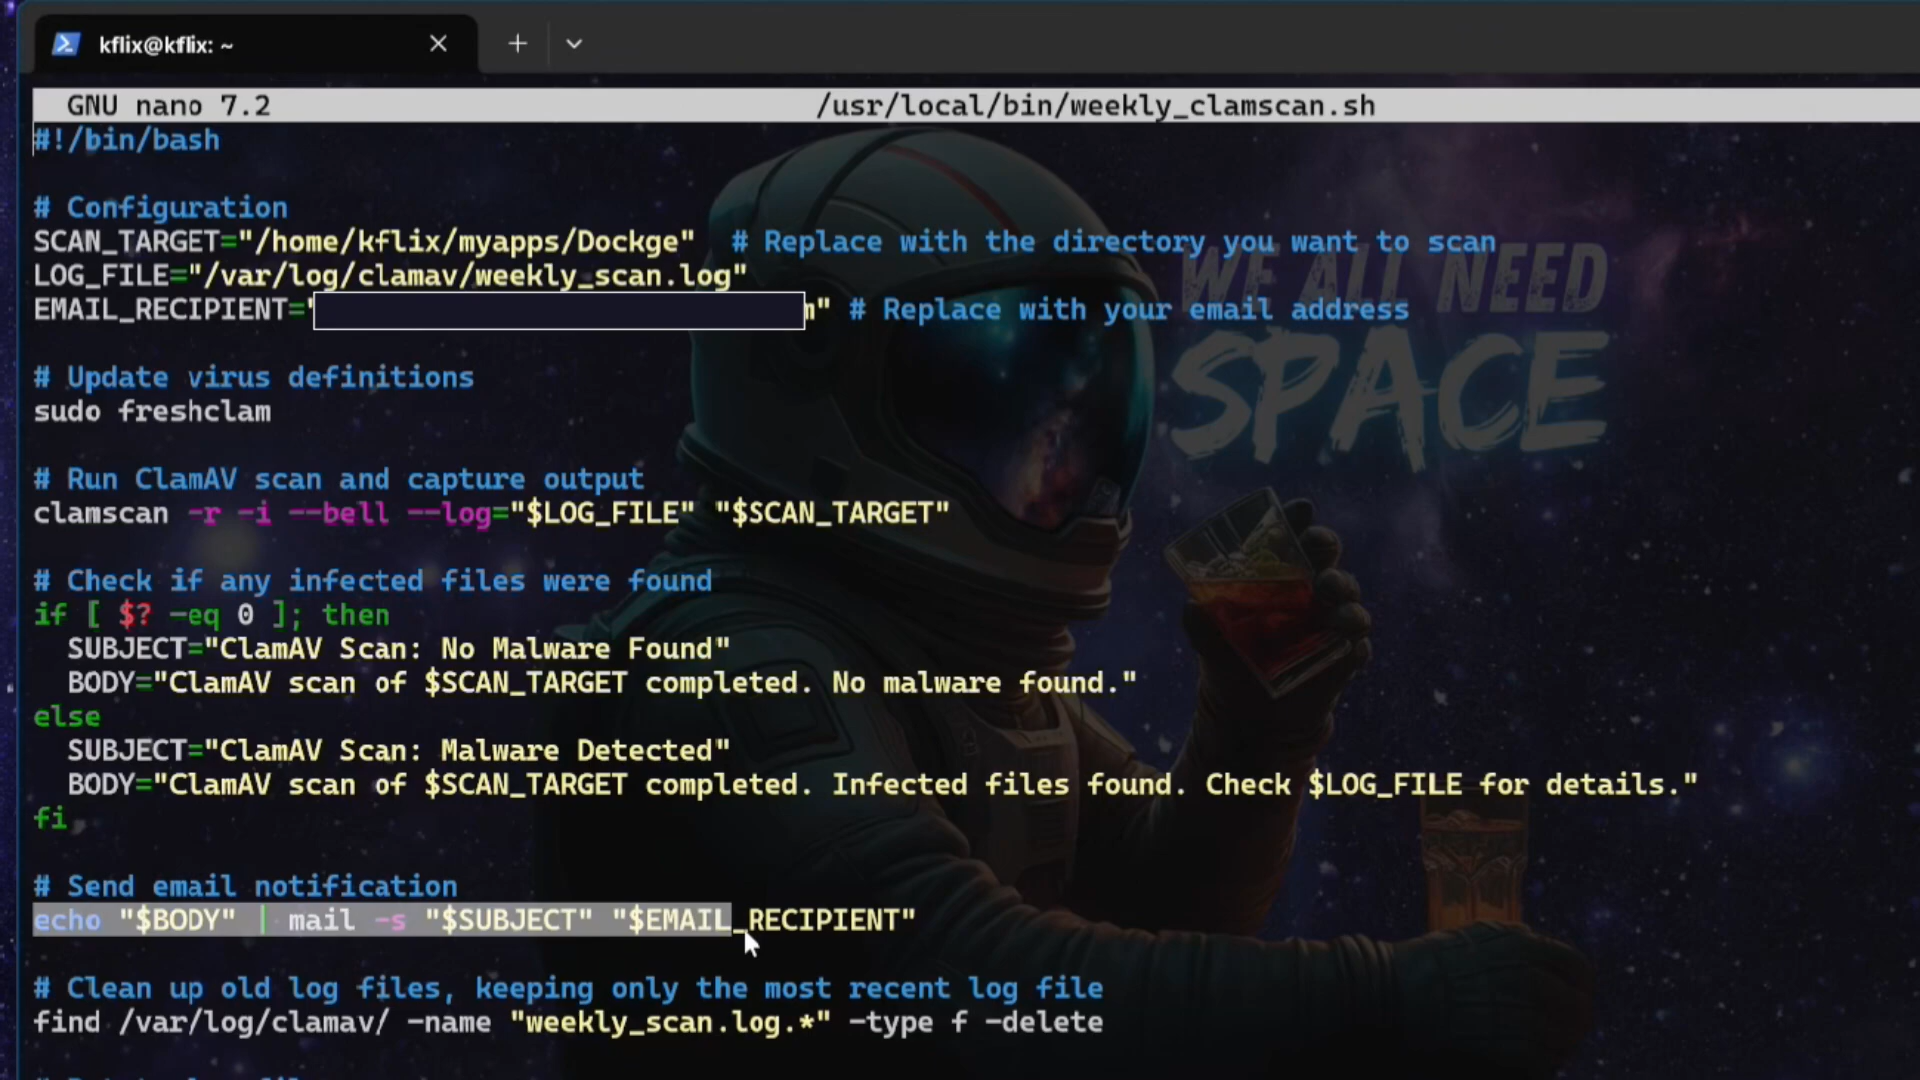 kflix@kflix: ~
GNU nano 7.2 /usr/local/bin/weekly_clamscan.sh
#!/bin/bash
# Configuration
SCAN_TARGET="/home/kflix/myapps/Dockge" # Replace with the directory you want to scan
LOG_FILE="/var/log/clamav/weekly_scan.log"
EMAIL_RECIPIENT=" " # Replace with your email address
# Update virus definitions
sudo freshclam
# Run ClamAV scan and capture output
clamscan -r -i --bell --log="$LOG_FILE" "$SCAN_TARGET"
# Check if any infected files were found
if [ $? -eq 0 ]; then
SUBJECT="ClamAV Scan: No Malware Found"
BODY="ClamAV scan of $SCAN_TARGET completed. No malware found."
else
SUBJECT="ClamAV Scan: Malware Detected"
BODY="ClamAV scan of $SCAN_TARGET completed. Infected files found. Check $LOG_FILE for details."
fi
# Send email notification
echo "$BODY" | mail -s "$SUBJECT" "$EMAIL_RECIPIENT"
# Clean up old log files, keeping only the most recent log file
find /var/log/clamav/ -name "weekly_scan.log.*" -type f -delete
WE ALL NEED
SPACE